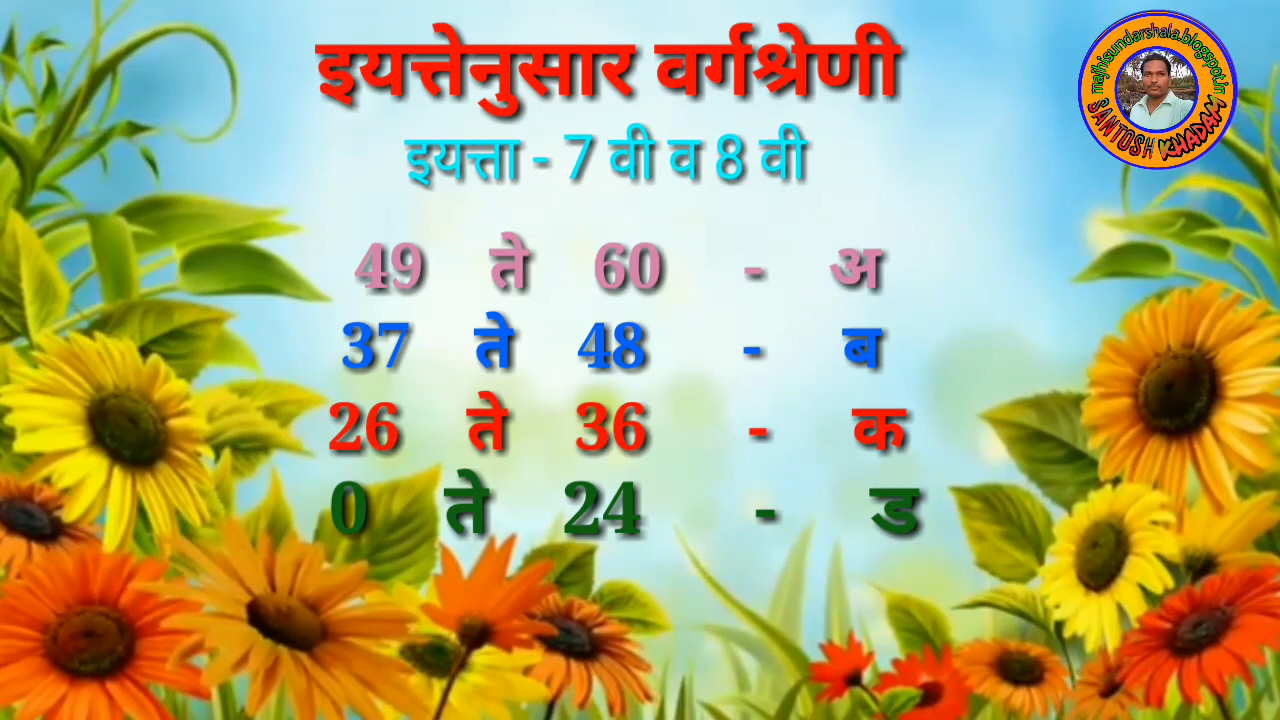 इयत्तेनुसार वर्गश्रेणी
इयत्ता - 7 वी व 8 वी
49 ते 60 - अ
37 ते 48 - ब
26 ते 36 - क
0 ते 24 - ड
majhisundarshala.blogspot.in
SANTOSH KHADAM